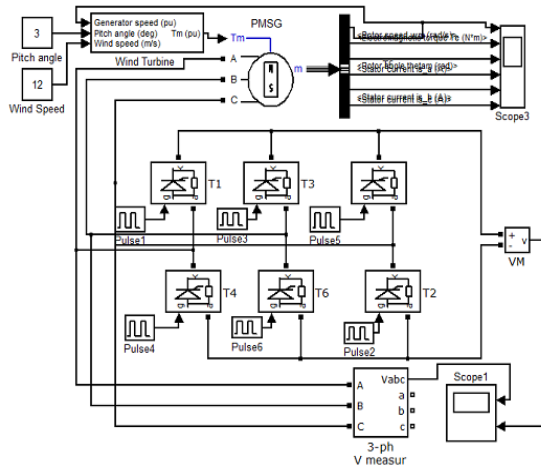 3
Pitch angle
12
Wind Speed
Generator speed (pu)
Pitch angle (deg)
Wind speed (m/s)
Tm (pu)
Wind Turbine
PMSG
Tm
A
B
C
N
S
m
<Rotor speed wm (rad/s)>
<Electromagnetic torque Te (N*m)>
<Rotor angle thetam (rad)>
<Stator current is_a (A)>
<Stator current is_c (A)>
Scope3
T1
T3
Pulse1
Pulse3
Pulse5
+
-
v
VM
T4
T6
T2
Pulse4
Pulse6
Pulse2
A
B
C
Vabc
a
b
c
3-ph
V measur
Scope1